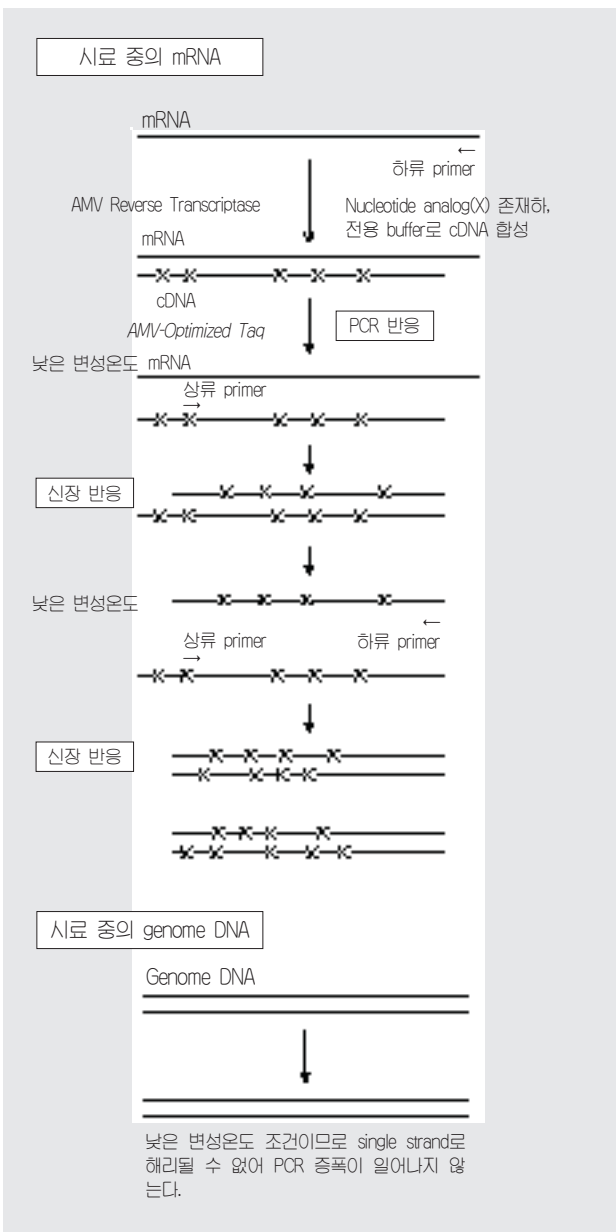 시료 중의 mRNA
mRNA
←
하류 primer
AMV Reverse Transcriptase
Nucleotide analog(X) 존재하,
전용 buffer로 cDNA 합성
mRNA
cDNA
AMV-Optimized Taq
PCR 반응
낮은 변성온도 mRNA
상류 primer
→
신장 반응
낮은 변성온도
←
상류 primer 하류 primer
→
신장 반응
시료 중의 genome DNA
Genome DNA
낮은 변성온도 조건이므로 single strand로
해리될 수 없어 PCR 증폭이 일어나지 않
는다.